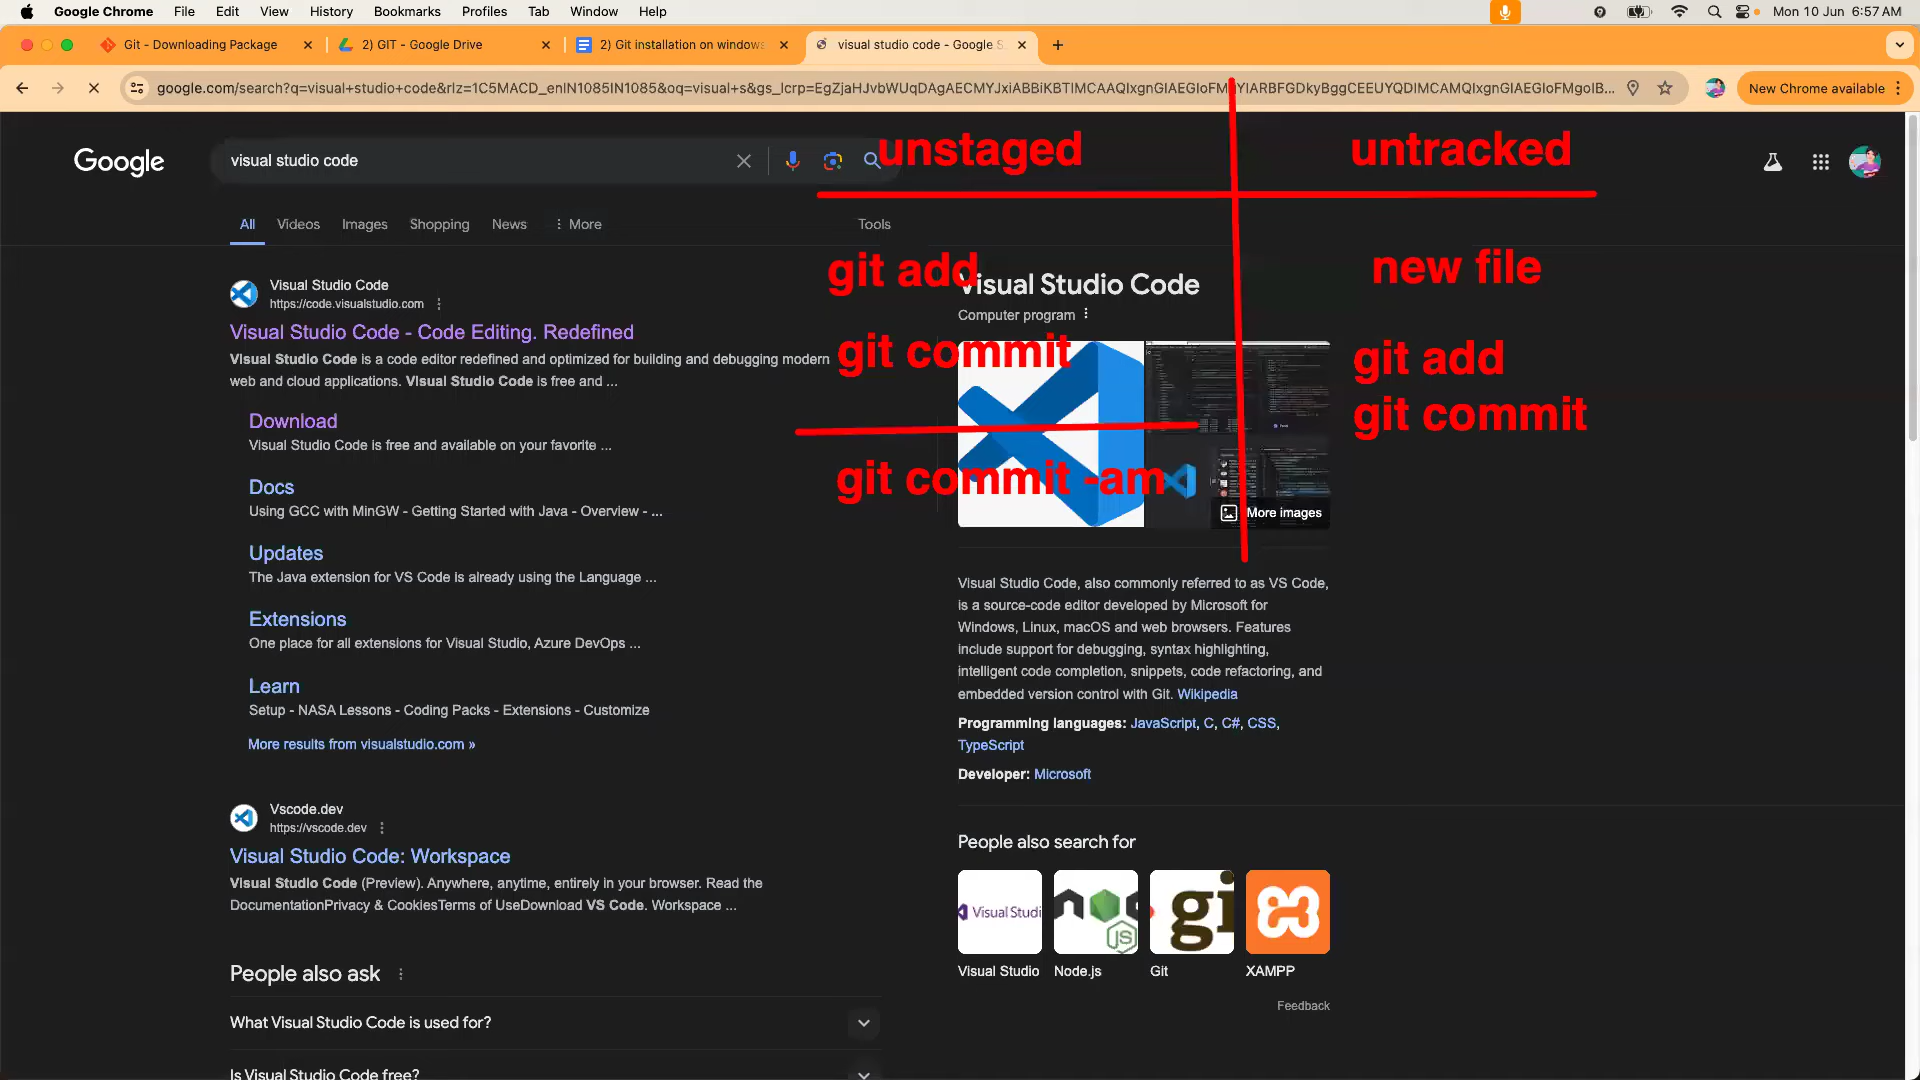 Google Chrome File Edit View History Bookmarks Profiles Tab Window Help
Mon 10 Jun 6:57 AM
Git - Downloading Package
2) GIT - Google Drive
2) Git installation on windows
visual studio code - Google S
google.com/search?q=visual+studio+code&rlz=1C5MACD_enIN1085IN1085&oq=visual+s&gs_lcrp=
New Chrome available
Google
visual studio code
unstaged
untracked
All Videos Images Shopping News More Tools
git add
new file
git commit
git add
git commit
git commit -am
Visual Studio Code
https://code.visualstudio.com
Visual Studio Code - Code Editing. Redefined
Visual Studio Code is a code editor redefined and optimized for building and debugging modern
web and cloud applications. Visual Studio Code is free and ...
Download
Visual Studio Code is free and available on your favorite ...
Docs
Using GCC with MinGW - Getting Started with Java - Overview - ...
Updates
The Java extension for VS Code is already using the Language ...
Extensions
One place for all extensions for Visual Studio, Azure DevOps ...
Learn
Setup - NASA Lessons - Coding Packs - Extensions - Customize
More results from visualstudio.com »
Vscode.dev
https://vscode.dev
Visual Studio Code: Workspace
Visual Studio Code (Preview). Anywhere, anytime, entirely in your browser. Read the
DocumentationPrivacy & CookiesTerms of UseDownload VS Code. Workspace ...
People also ask
What Visual Studio Code is used for?
Is Visual Studio Code free?
Visual Studio Code
Computer program
More images
Visual Studio Code, also commonly referred to as VS Code,
is a source-code editor developed by Microsoft for
Windows, Linux, macOS and web browsers. Features
include support for debugging, syntax highlighting,
intelligent code completion, snippets, code refactoring, and
embedded version control with Git. Wikipedia
Programming languages: JavaScript, C, C#, CSS,
TypeScript
Developer: Microsoft
People also search for
Visual Studi
gi
Visual Studio
Node.js
Git
XAMPP
Feedback